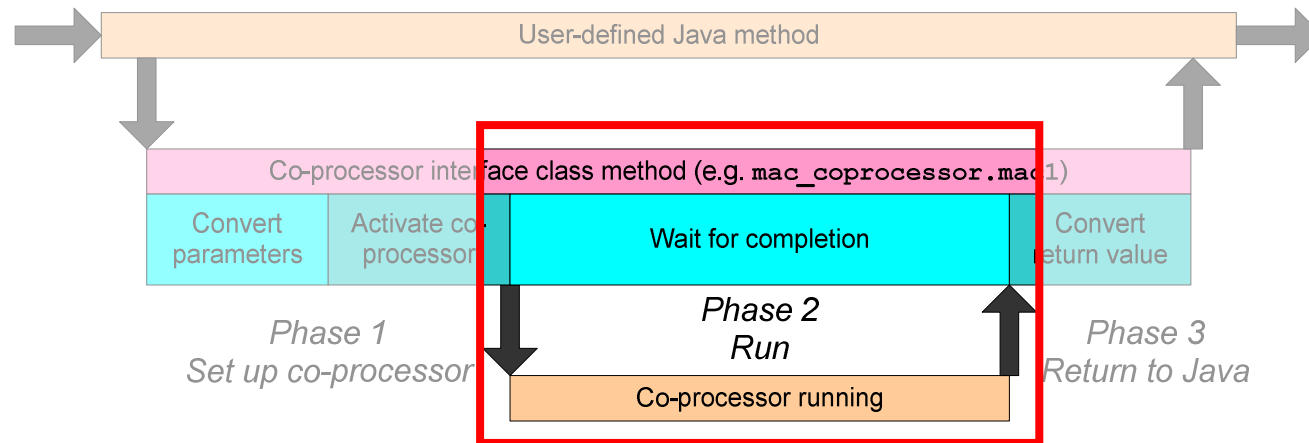 User-defined Java method
Co-processor interface class method (e.g. mac_coprocessor.mac1)
Convert
parameters
Activate co-
processor
Wait for completion
Convert
return value
Phase 1
Set up co-processor
Phase 2
Run
Phase 3
Return to Java
Co-processor running